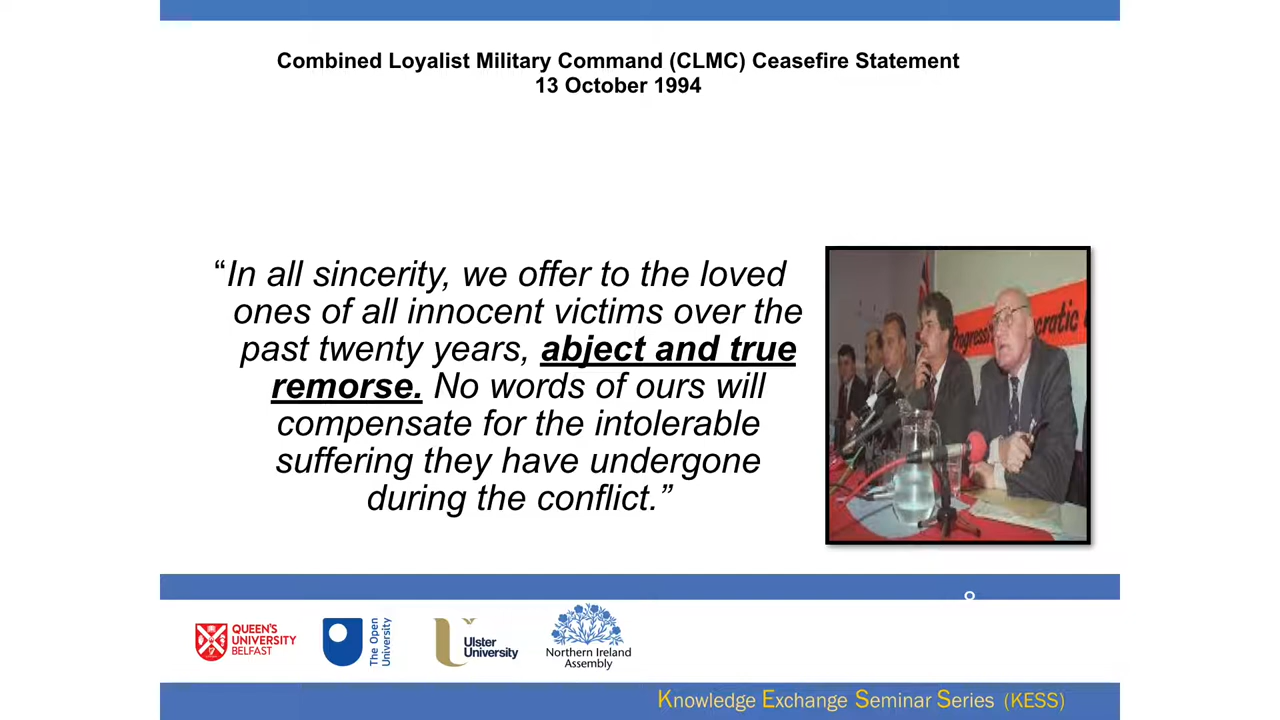 Combined Loyalist Military Command (CLMC) Ceasefire Statement
13 October 1994
“In all sincerity, we offer to the loved
ones of all innocent victims over the
past twenty years, abject and true
remorse. No words of ours will
compensate for the intolerable
suffering they have undergone
during the conflict.”
QUEEN'S
UNIVERSITY
BELFAST
The Open
University
Ulster
University
Northern Ireland
Assembly
Knowledge Exchange Seminar Series (KESS)